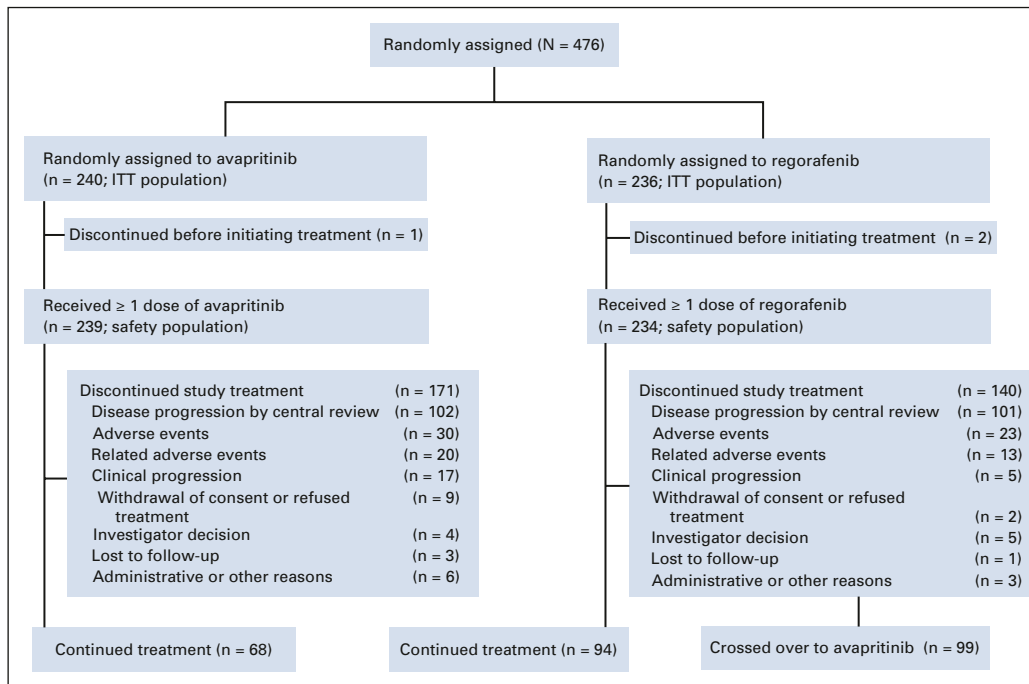 Randomly assigned (N = 476)
Randomly assigned to avapritinib
(n = 240; ITT population)
Randomly assigned to regorafenib
(n = 236; ITT population)
Discontinued before initiating treatment (n = 1)
Discontinued before initiating treatment (n = 2)
Received ≥ 1 dose of avapritinib
(n = 239; safety population)
Received ≥ 1 dose of regorafenib
(n = 234; safety population)
Discontinued study treatment (n = 171)
Disease progression by central review (n = 102)
Adverse events (n = 30)
Related adverse events (n = 20)
Clinical progression (n = 17)
Withdrawal of consent or refused (n = 9)
treatment
Investigator decision (n = 4)
Lost to follow-up (n = 3)
Administrative or other reasons (n = 6)
Discontinued study treatment (n = 140)
Disease progression by central review (n = 101)
Adverse events (n = 23)
Related adverse events (n = 13)
Clinical progression (n = 5)
Withdrawal of consent or refused
treatment (n = 2)
Investigator decision (n = 5)
Lost to follow-up (n = 1)
Administrative or other reasons (n = 3)
Continued treatment (n = 68)
Continued treatment (n = 94)
Crossed over to avapritinib (n = 99)